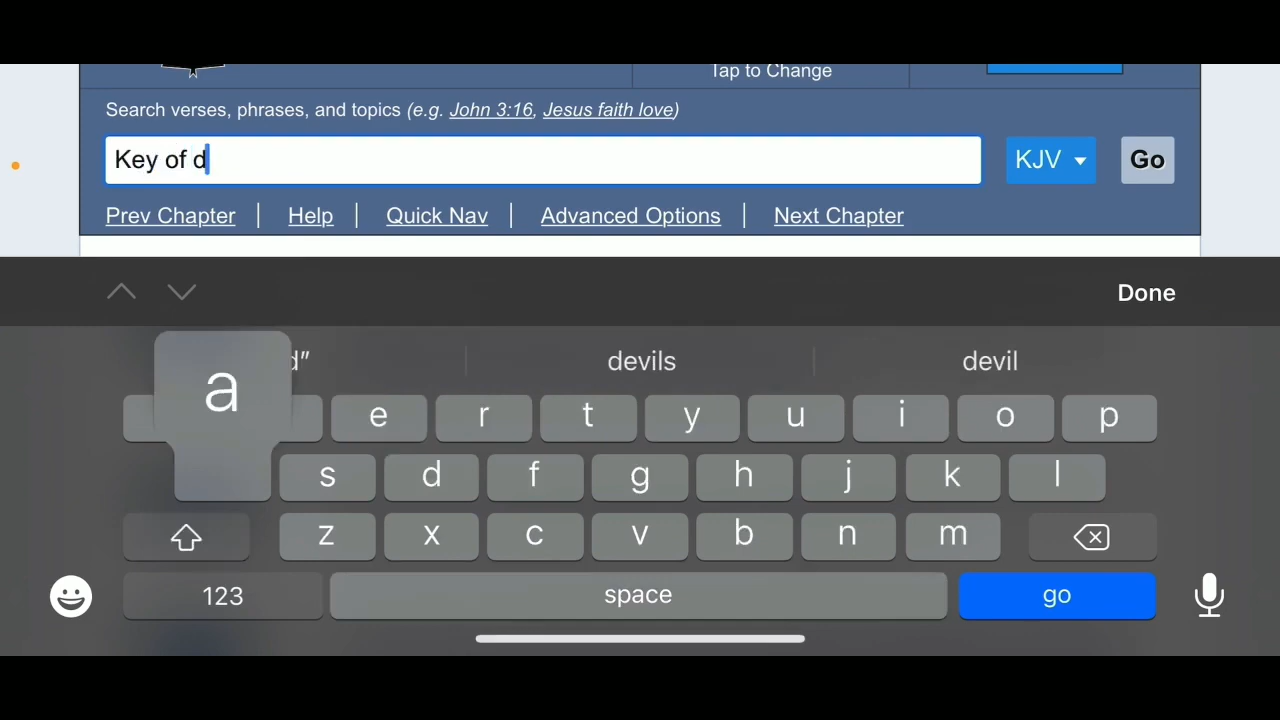 Tap to Change
Search verses, phrases, and topics (e.g. John 3:16, Jesus faith love)
Key of d KJV Go
Prev Chapter | Help | Quick Nav | Advanced Options | Next Chapter
Done
d" devils devil
a
e r t y u i o p
s d f g h j k l
z x c v b n m
123 space go